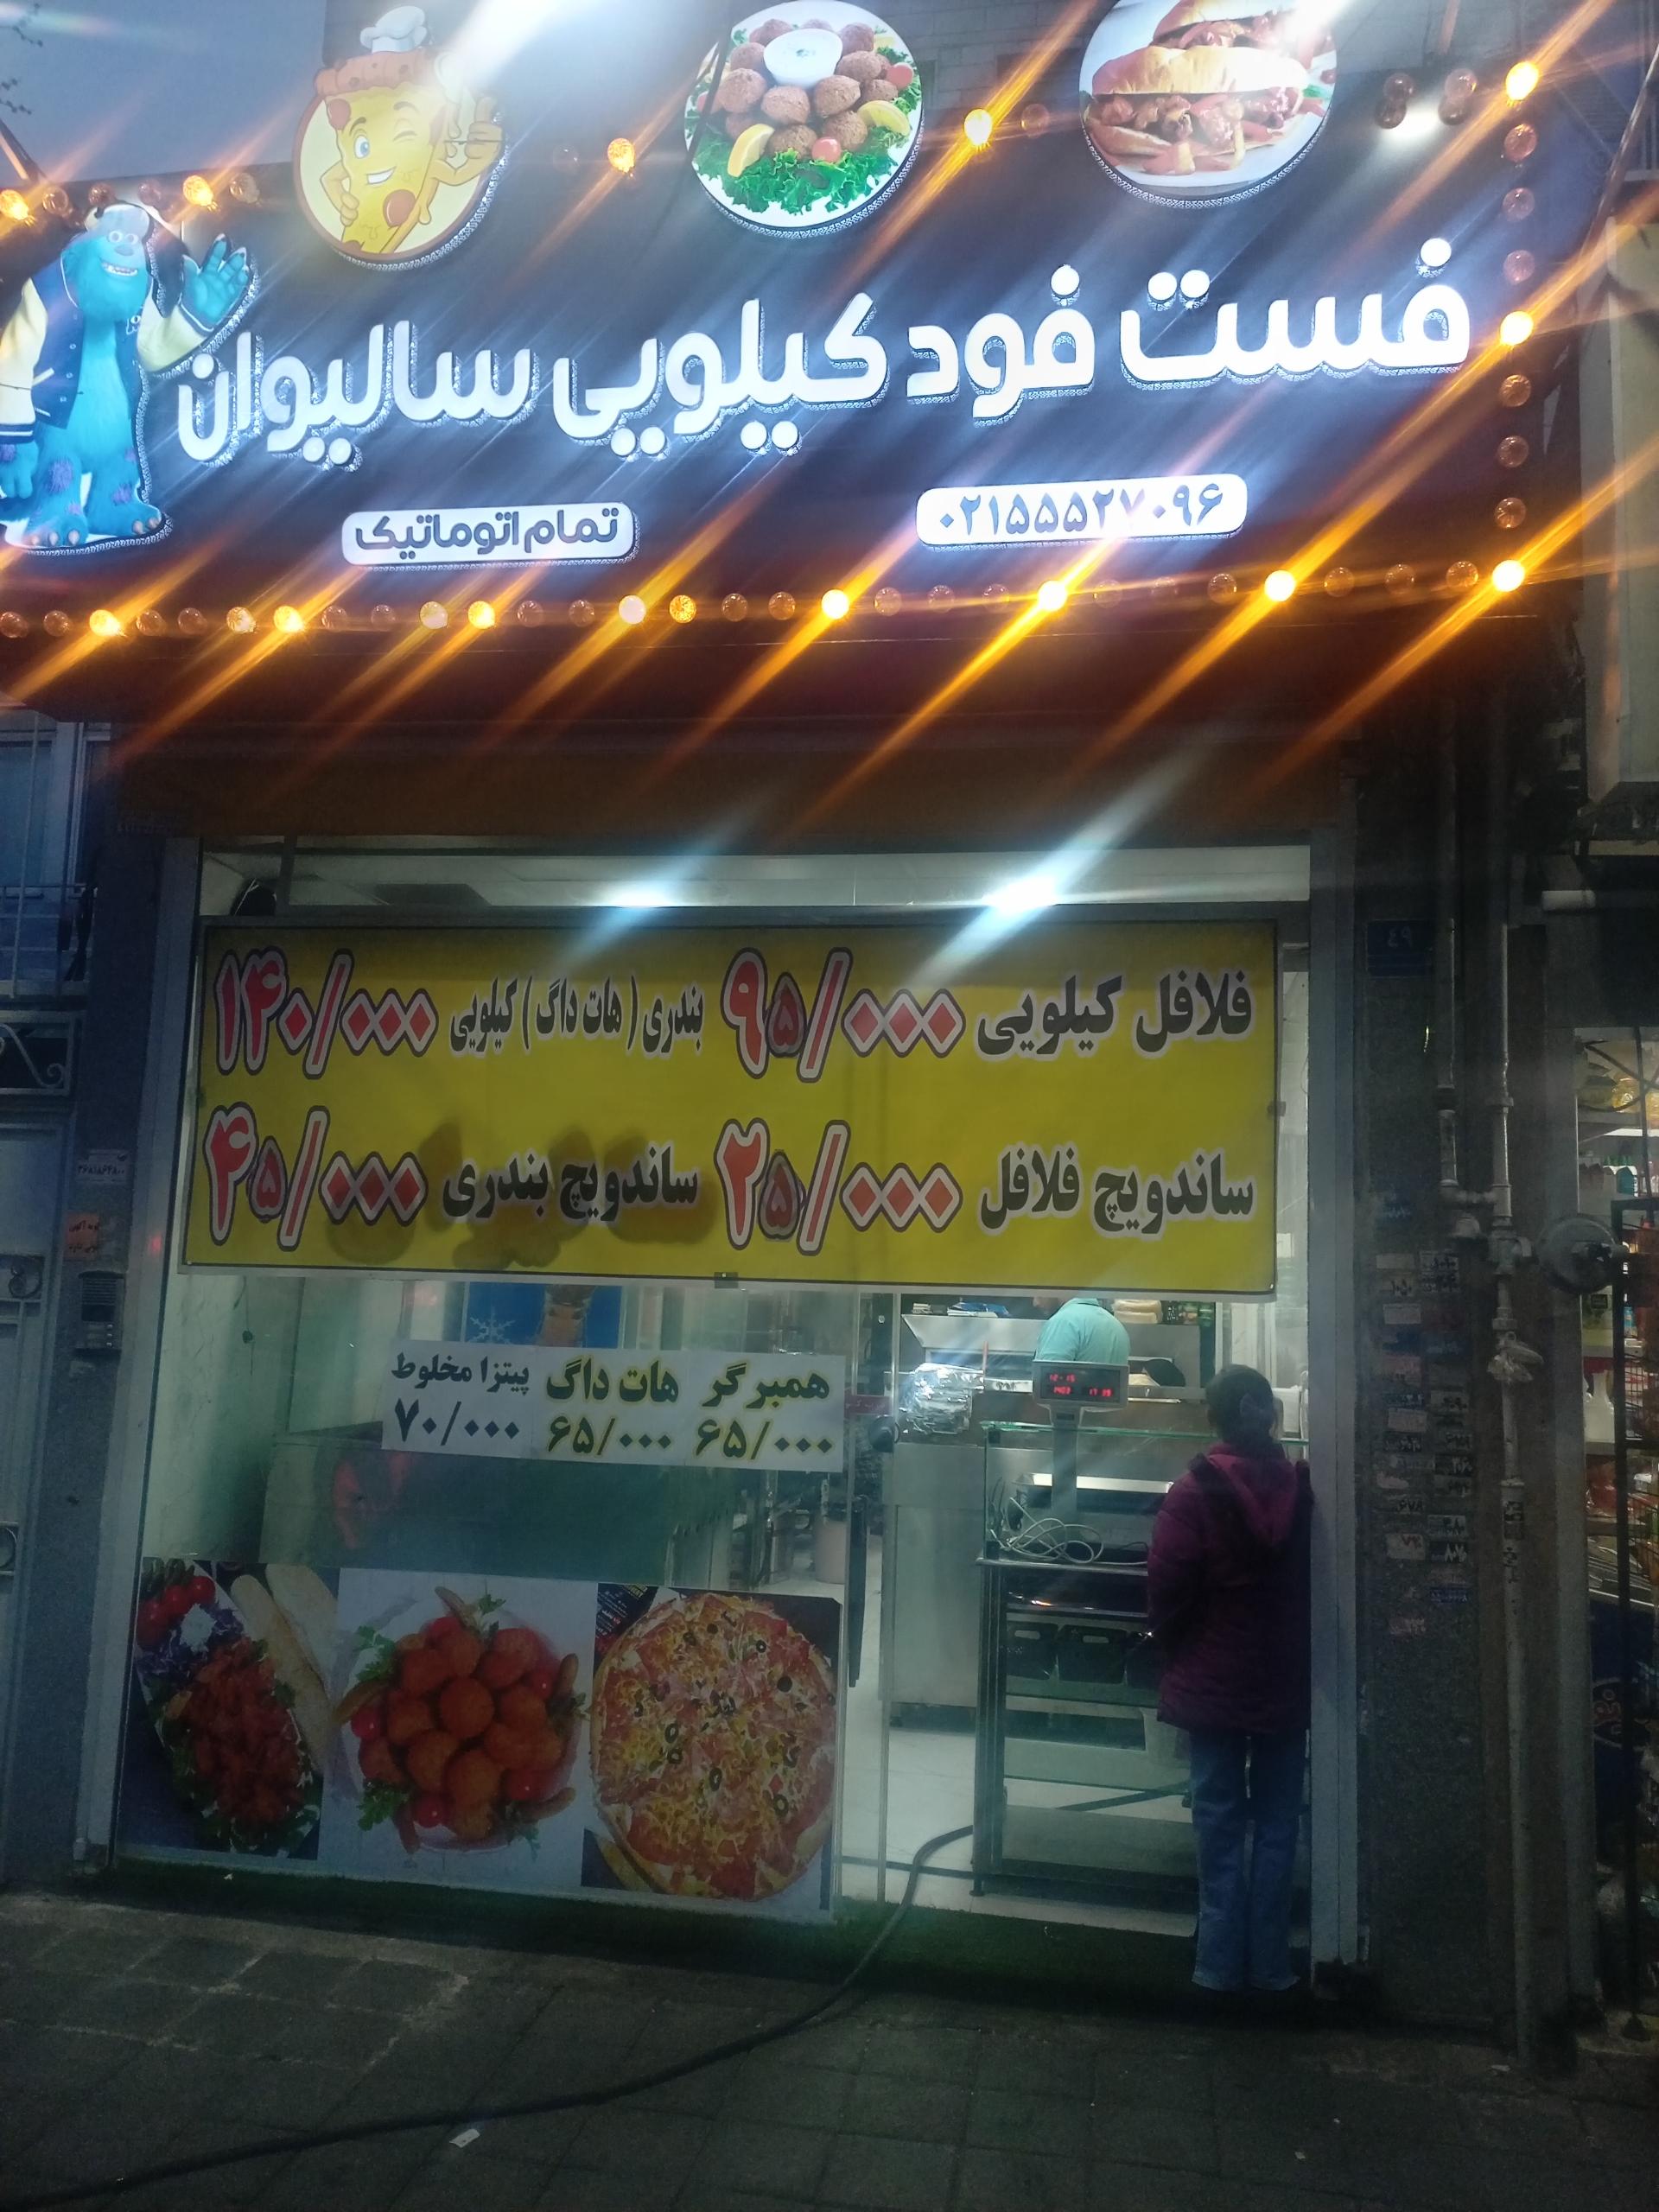 فست فود کیلویی سالیوان
۰۲۱۵۵۵۲۷۰۹۶
تمام اتوماتیک
فلافل کیلویی ۹۵/۰۰۰ بندری ( هات داگ ) کیلویی ۱۴۰/۰۰۰
ساندویچ فلافل ۲۵/۰۰۰ ساندویچ بندری ۴۵/۰۰۰
همبرگر هات داگ پیتزا مخلوط
۶۵/۰۰۰ ۶۵/۰۰۰ ۷۰/۰۰۰
٤٩